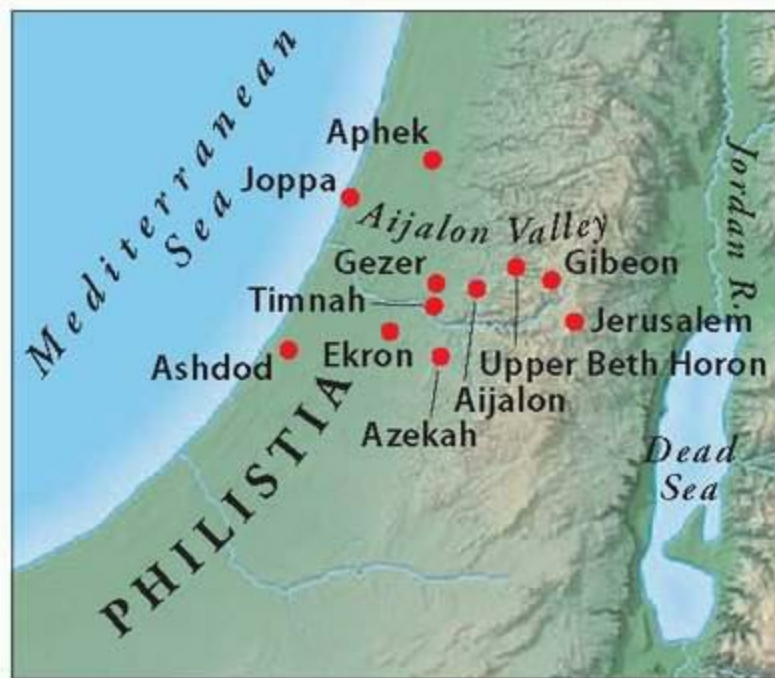 Mediterranean
Sea
Aphek
Joppa
Aijalon Valley
Jordan R.
Gezer
Gibeon
Timnah
Jerusalem
Ashdod
Ekron
Upper Beth Horon
Aijalon
Azekah
PHILISTIA
Dead
Sea